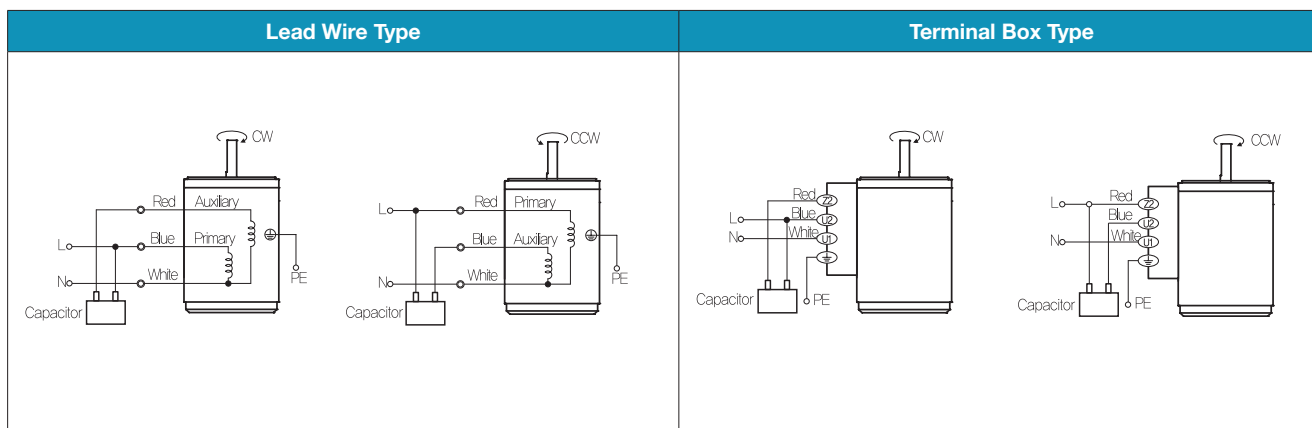 Lead Wire Type
Terminal Box Type
CW
Red Auxiliary
L Blue Primary
N White
PE
Capacitor
CCW
L Red Primary
Blue Auxiliary
N White
PE
Capacitor
CW
Red Z2
L Blue U2
N White U1
Capacitor PE
CCW
L Red Z2
Blue U2
N White U1
Capacitor PE